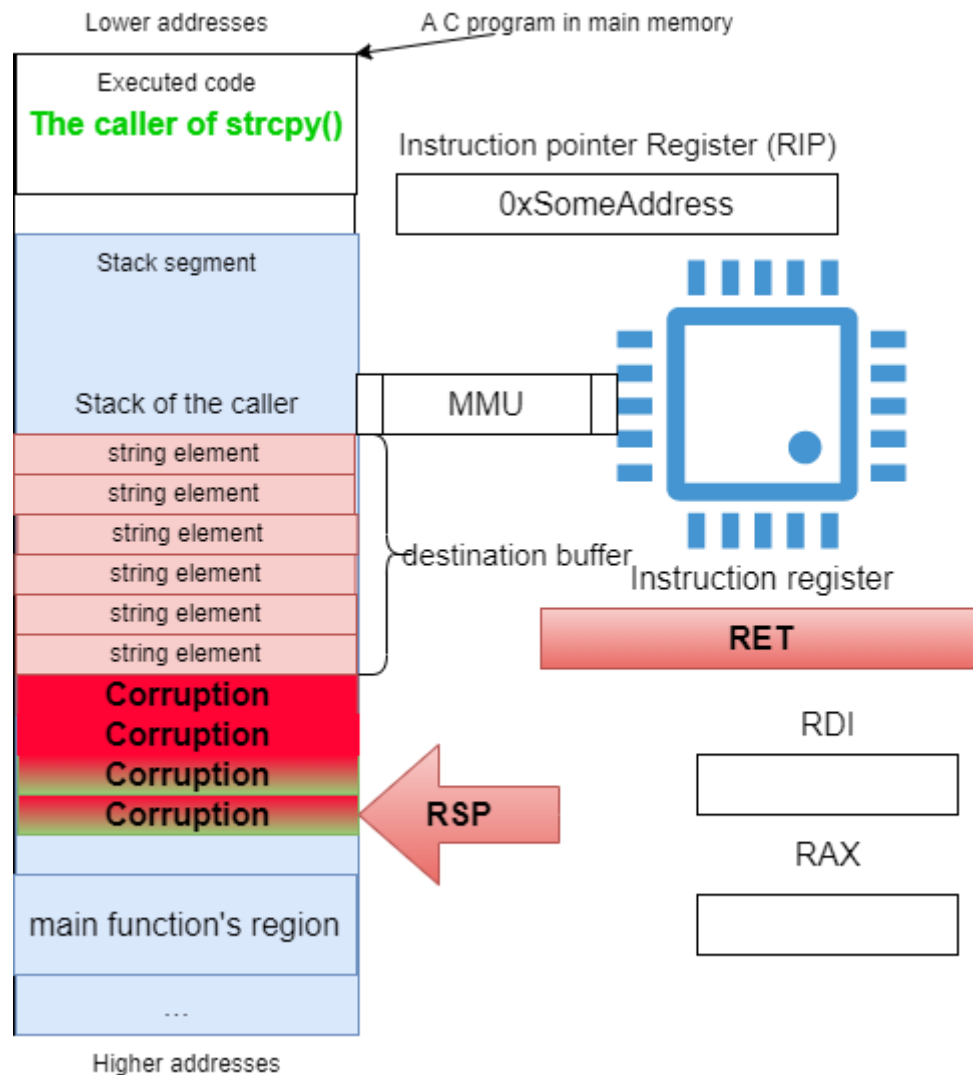 Lower addresses
A C program in main memory
Executed code
The caller of strcpy()
Instruction pointer Register (RIP)
0xSomeAddress
Stack segment
Stack of the caller
MMU
string element
string element
string element
string element
string element
string element
destination buffer
Instruction register
RET
Corruption
Corruption
Corruption
Corruption
RSP
RDI
RAX
main function's region
...
Higher addresses